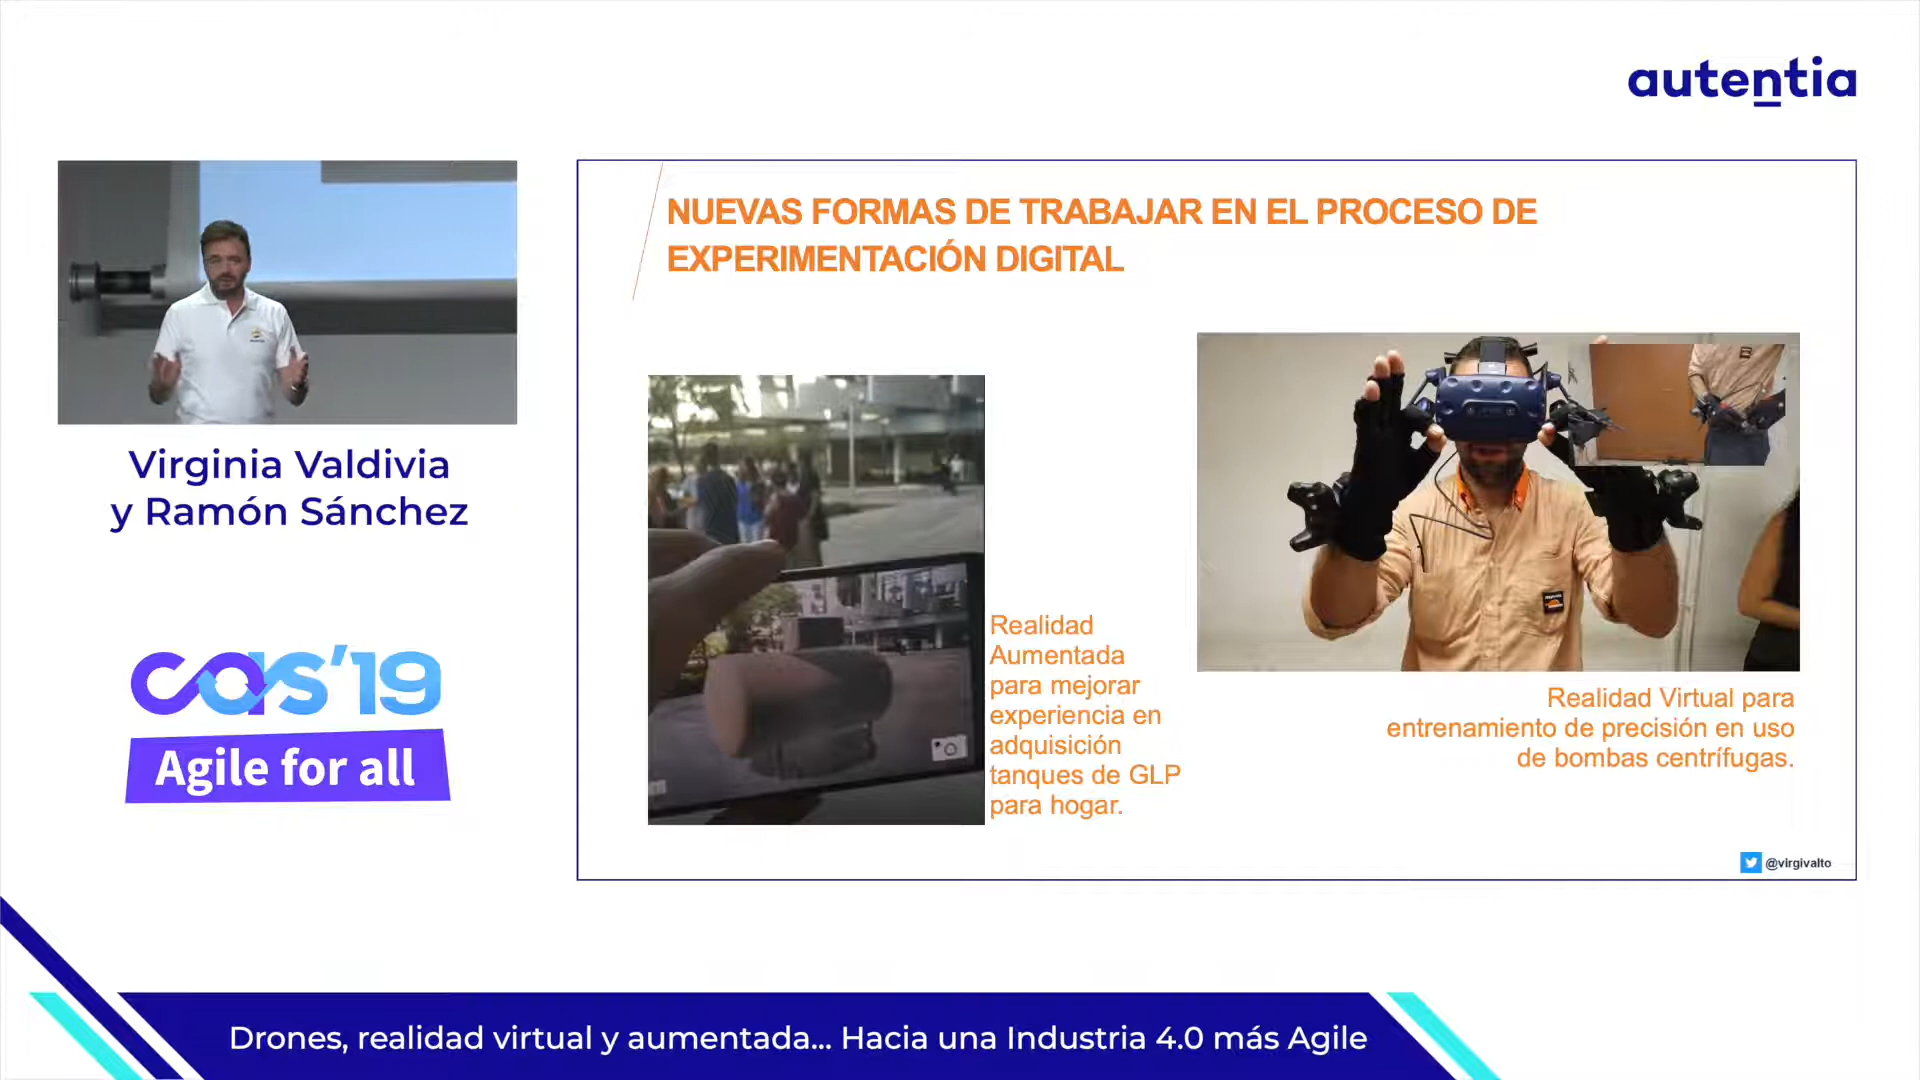 autentia
NUEVAS FORMAS DE TRABAJAR EN EL PROCESO DE
EXPERIMENTACIÓN DIGITAL
Virginia Valdivia
y Ramón Sánchez
cas'19
Agile for all
Realidad
Aumentada
para mejorar
experiencia en
adquisición
tanques de GLP
para hogar.
Realidad Virtual para
entrenamiento de precisión en uso
de bombas centrífugas.
@virgivalto
Drones, realidad virtual y aumentada... Hacia una Industria 4.0 más Agile